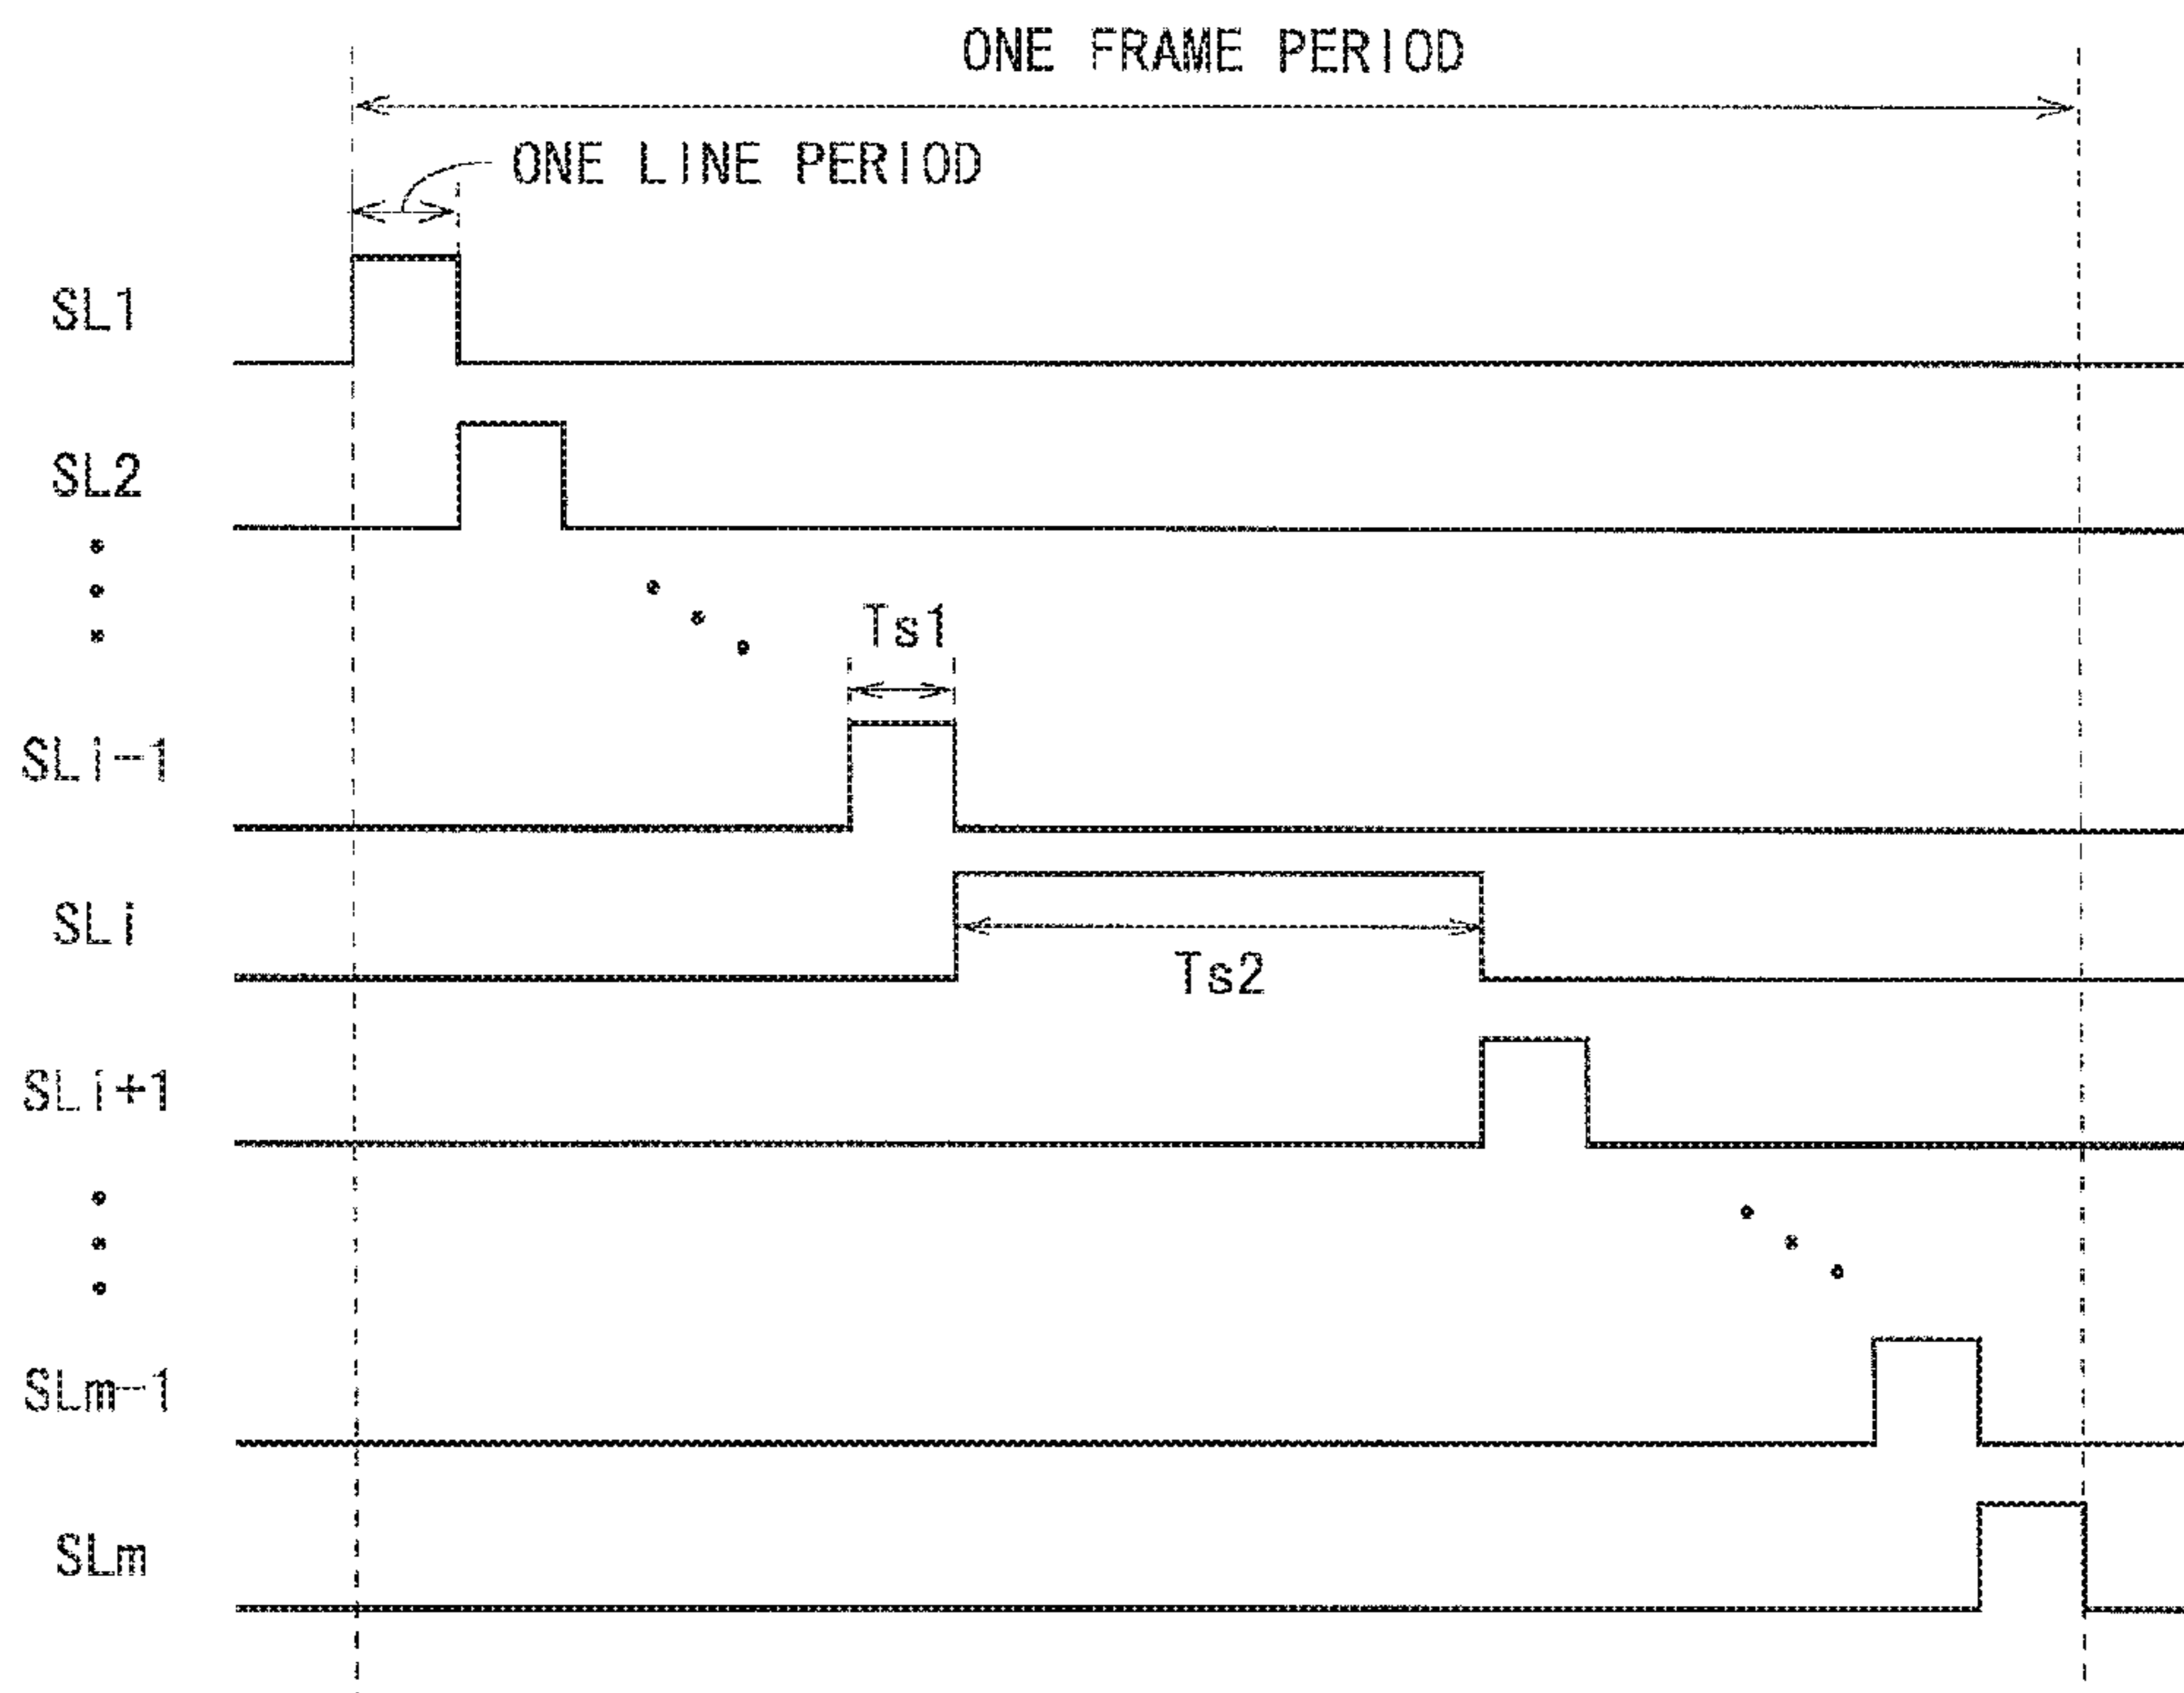 ONE FRAME PERIOD
ONE LINE PERIOD
SL1
SL2
Ts1
SLi-1
SLi
Ts2
SLi+1
SLm-1
SLm